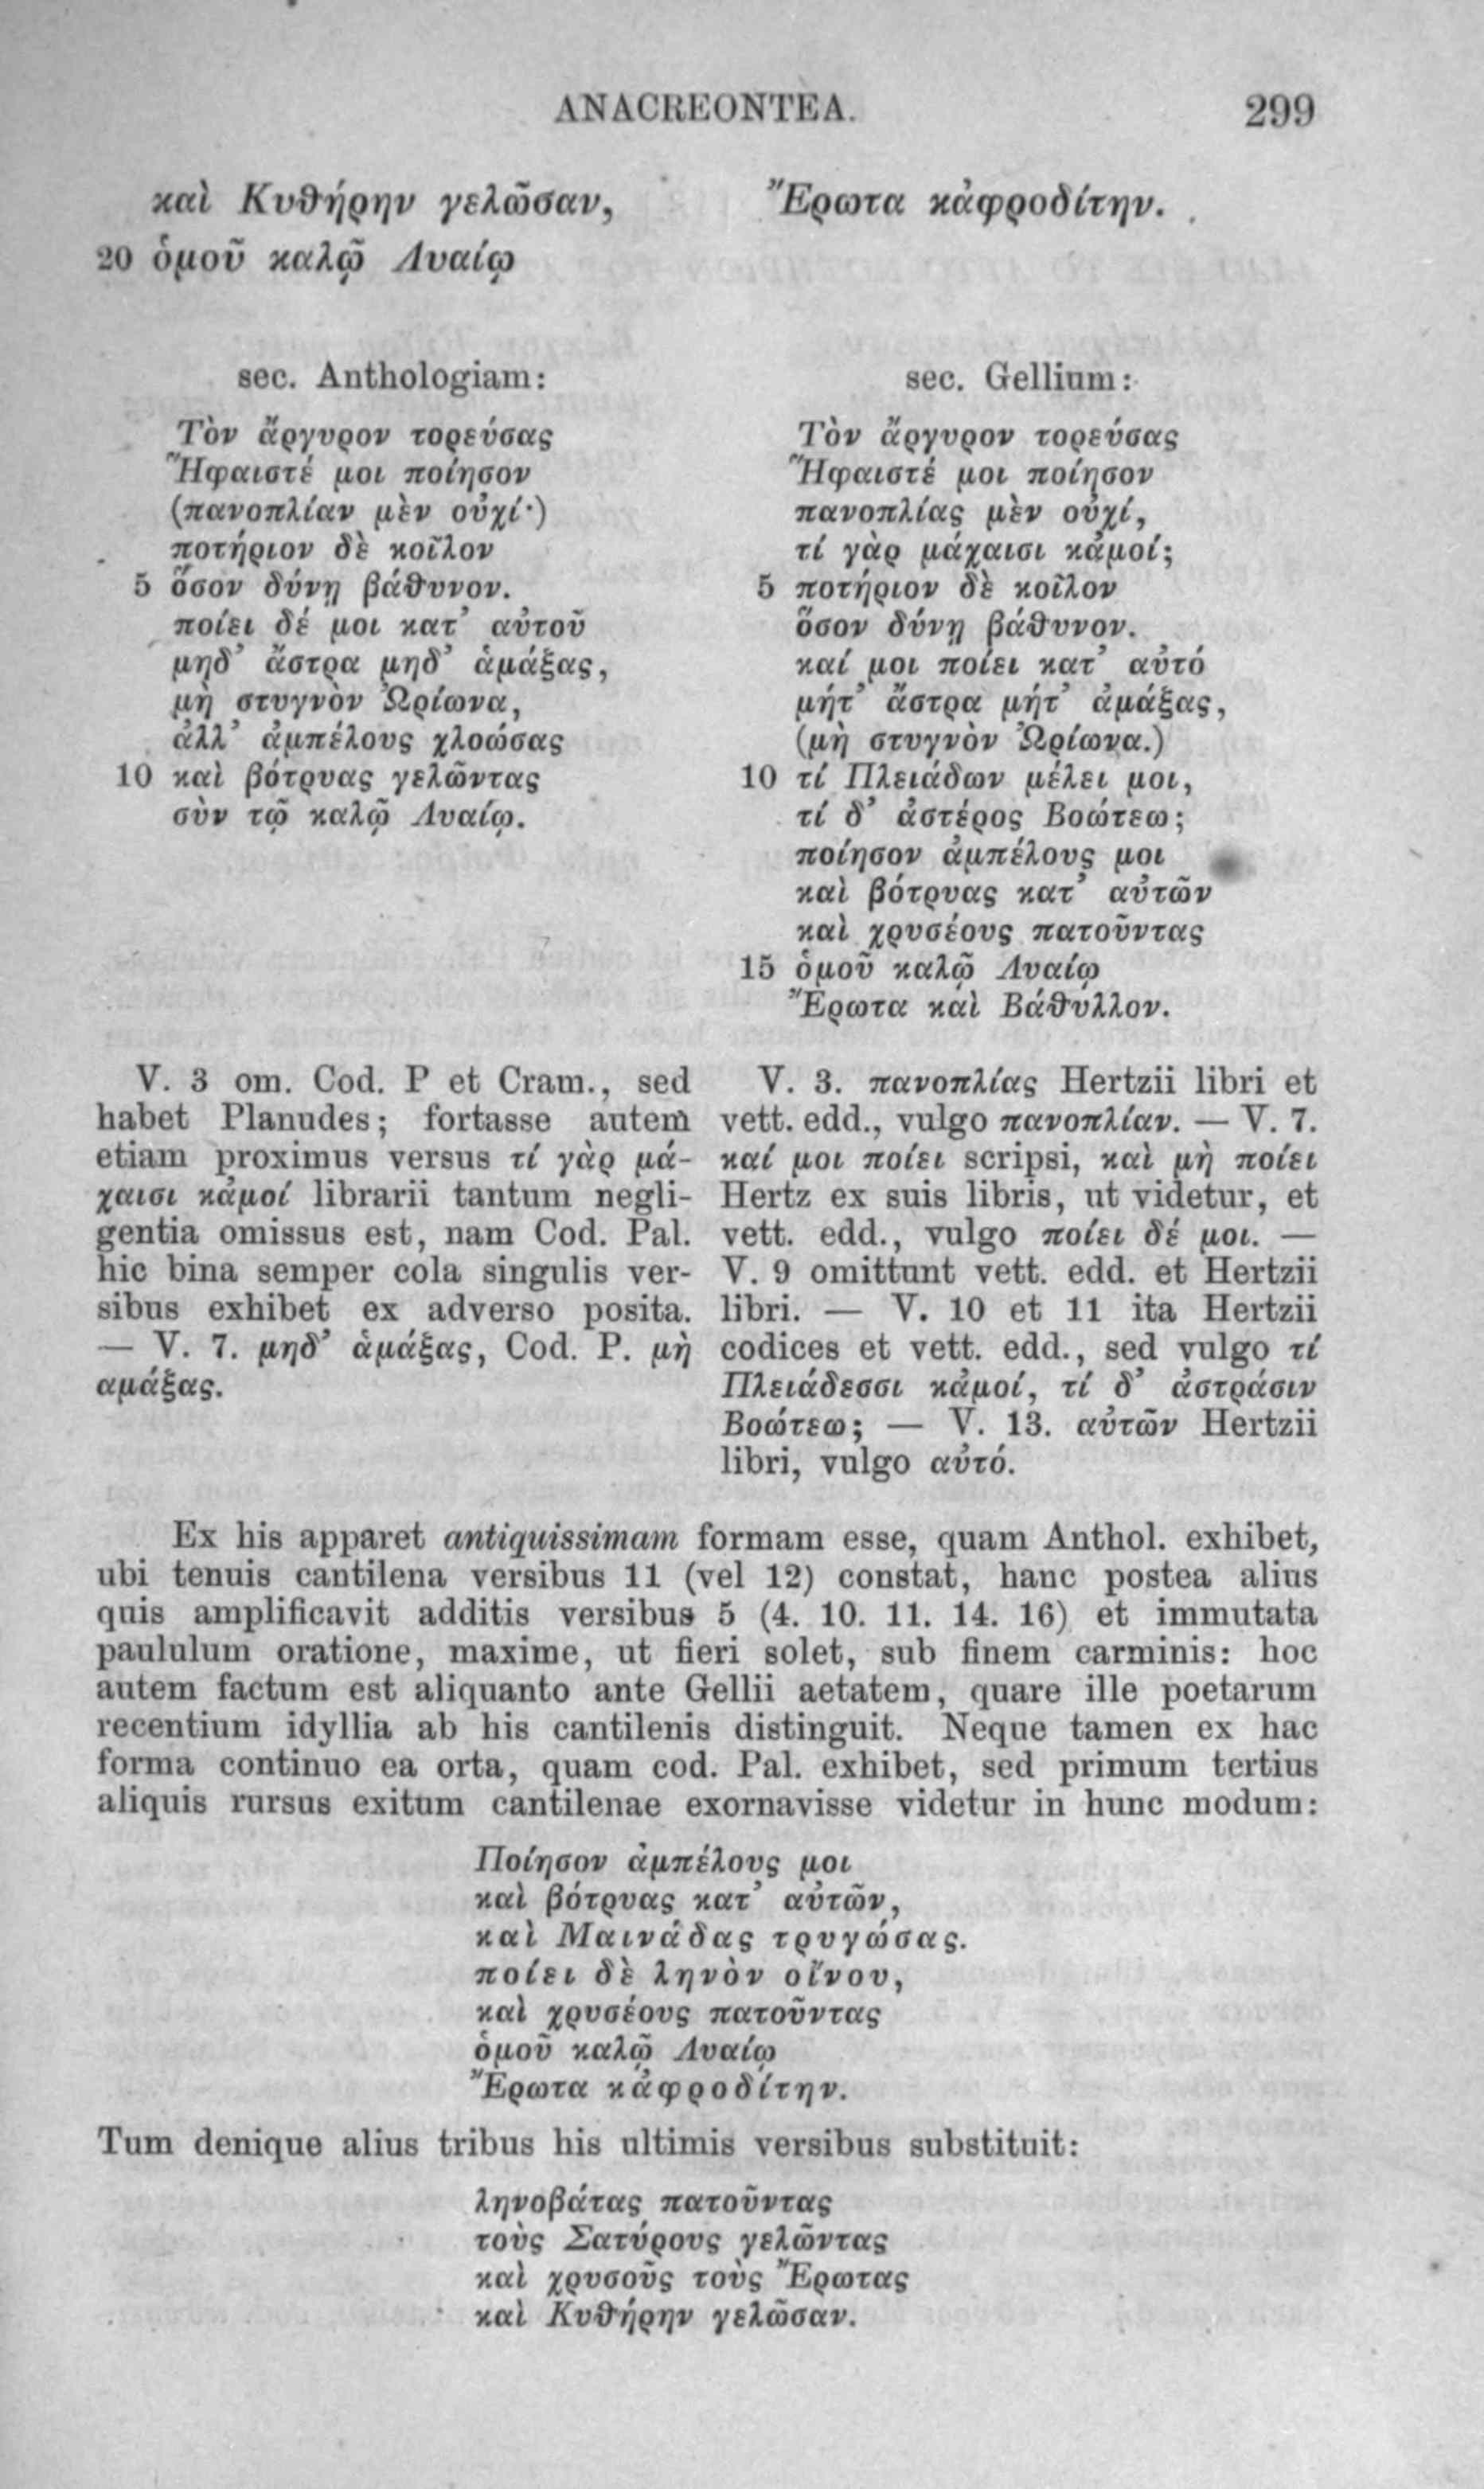 ANACREONTEA. 299
καὶ Κυθήρην γελῶσαν,
20 ὁμοῦ καλῷ Λυαίῳ
Ἔρωτα κἀφροδίτην.
sec. Anthologiam:
Τὸν ἄργυρον τορεύσας
Ἥφαιστέ μοι ποίησον
(πανοπλίαν μὲν οὐχί·)
ποτήριον δὲ κοῖλον
5 ὅσον δύνῃ βάθυνον.
ποίει δέ μοι κατ’ αὐτοῦ
μηδ’ ἄστρα μηδ’ ἁμάξας,
μὴ στυγνὸν Ὠρίωνα,
ἀλλ’ ἀμπέλους χλοώσας
10 καὶ βότρυας γελῶντας
σὺν τῷ καλῷ Λυαίῳ.
sec. Gellium:
Τὸν ἄργυρον τορεύσας
Ἥφαιστέ μοι ποίησον
πανοπλίας μὲν οὐχί,
τί γὰρ μάχαισι κἀμοί;
5 ποτήριον δὲ κοῖλον
ὅσον δύνῃ βάθυνον.
καί μοι ποίει κατ’ αὐτό
μήτ’ ἄστρα μήτ’ ἁμάξας,
(μὴ στυγνὸν Ὠρίωνα.)
10 τί Πλειάδων μέλει μοι,
τί δ’ ἀστέρος Βοώτεω;
ποίησον ἀμπέλους μοι
καὶ βότρυας κατ’ αὐτῶν
καὶ χρυσέους πατοῦντας
15 ὁμοῦ καλῷ Λυαίῳ
Ἔρωτα καὶ Βάθυλλον.
V. 3 om. Cod. P et Cram., sed
habet Planudes; fortasse autem
etiam proximus versus τί γὰρ μά-
χαισι κἀμοί librarii tantum negli-
gentia omissus est, nam Cod. Pal.
hic bina semper cola singulis ver-
sibus exhibet ex adverso posita.
— V. 7. μηδ’ ἁμάξας, Cod. P. μὴ
αμάξας.
V. 3. πανοπλίας Hertzii libri et
vett. edd., vulgo πανοπλίαν. — V. 7.
καί μοι ποίει scripsi, καὶ μὴ ποίει
Hertz ex suis libris, ut videtur, et
vett. edd., vulgo ποίει δέ μοι. —
V. 9 omittunt vett. edd. et Hertzii
libri. — V. 10 et 11 ita Hertzii
codices et vett. edd., sed vulgo τί
Πλειάδεσσι κἀμοί, τί δ’ ἀστράσιν
Βοώτεω; — V. 13. αὐτῶν Hertzii
libri, vulgo αὐτό.
Ex his apparet antiquissimam formam esse, quam Anthol. exhibet,
ubi tenuis cantilena versibus 11 (vel 12) constat, hanc postea alius
quis amplificavit additis versibus 5 (4. 10. 11. 14. 16) et immutata
paululum oratione, maxime, ut fieri solet, sub finem carminis: hoc
autem factum est aliquanto ante Gellii aetatem, quare ille poetarum
recentium idyllia ab his cantilenis distinguit. Neque tamen ex hac
forma continuo ea orta, quam cod. Pal. exhibet, sed primum tertius
aliquis rursus exitum cantilenae exornavisse videtur in hunc modum:
Ποίησον ἀμπέλους μοι
καὶ βότρυας κατ’ αὐτῶν,
καὶ Μαινάδας τρυγώσας.
ποίει δὲ ληνὸν οἴνου,
καὶ χρυσέους πατοῦντας
ὁμοῦ καλῷ Λυαίῳ
Ἔρωτα κἀφροδίτην.
Tum denique alius tribus his ultimis versibus substituit:
ληνοβάτας πατοῦντας
τοὺς Σατύρους γελῶντας
καὶ χρυσοῦς τοὺς Ἔρωτας
καὶ Κυθήρην γελῶσαν.